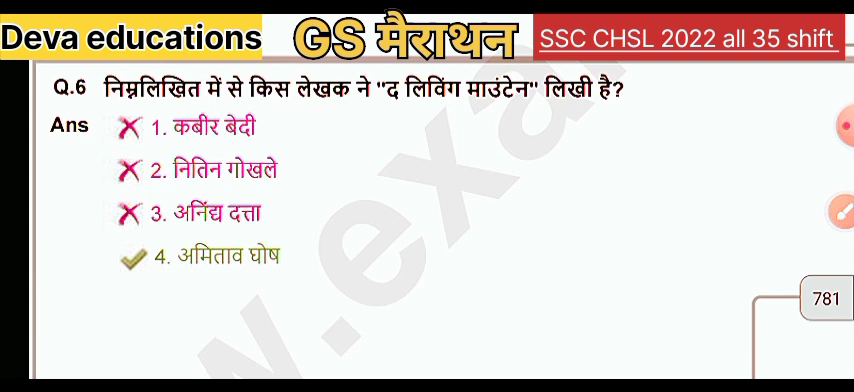 Deva educations GS मैराथन SSC CHSL 2022 all 35 shift
Q.6 निम्नलिखित में से किस लेखक ने "द लिविंग माउंटेन" लिखी है?
Ans 1. कबीर बेदी
2. नितिन गोखले
3. अनिंद्य दत्ता
4. अमिताव घोष
781
w.exa